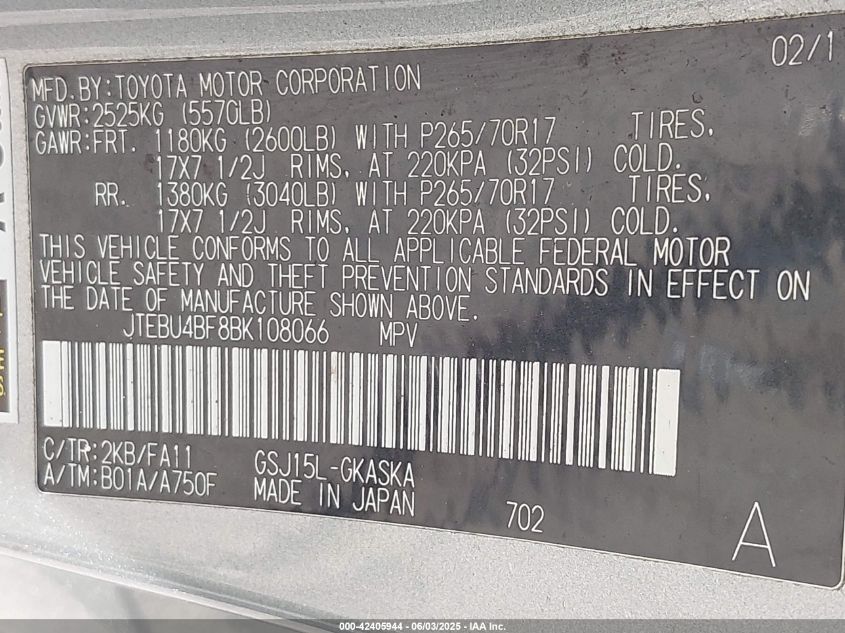 02/1
MFD.BY:TOYOTA MOTOR CORPORATION
GVWR:2525KG (5570LB)
GAWR:FRT. 1180KG (2600LB) WITH P265/70R17 TIRES,
17X7 1/2J RIMS, AT 220KPA (32PSI) COLD.
RR. 1380KG (3040LB) WITH P265/70R17 TIRES,
17X7 1/2J RIMS, AT 220KPA (32PSI) COLD.
THIS VEHICLE CONFORMS TO ALL APPLICABLE FEDERAL MOTOR
VEHICLE SAFETY AND THEFT PREVENTION STANDARDS IN EFFECT ON
THE DATE OF MANUFACTURE SHOWN ABOVE.
JTEBU4BF8BK108066 MPV
C/TR:2KB/FA11 GSJ15L-GKASKA
A/TM:B01A/A750F MADE IN JAPAN
702
A
000-42405944 - 06/03/2025 - IAA Inc.